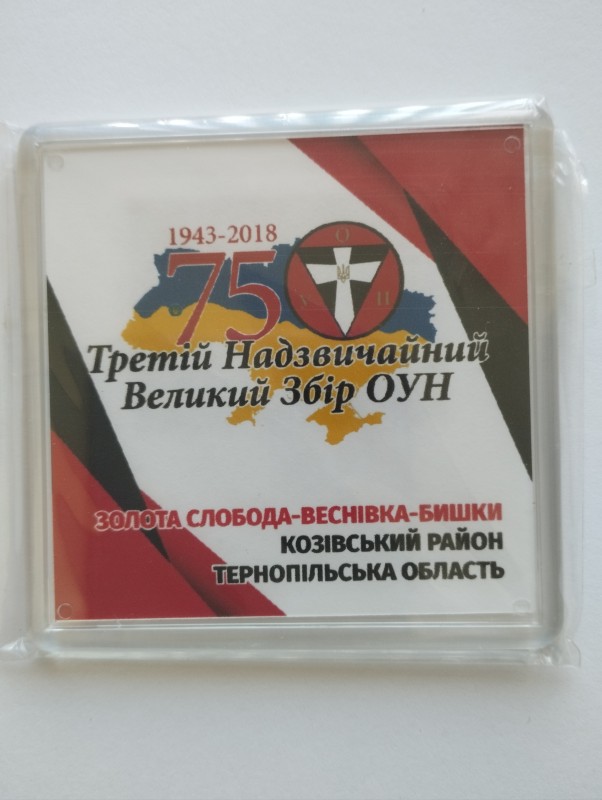 1943-2018
75
О
У Н
Третій Надзвичайний
Великий Збір ОУН
ЗОЛОТА СЛОБОДА-ВЕСНІВКА-БИШКИ
КОЗІВСЬКИЙ РАЙОН
ТЕРНОПІЛЬСЬКА ОБЛАСТЬ